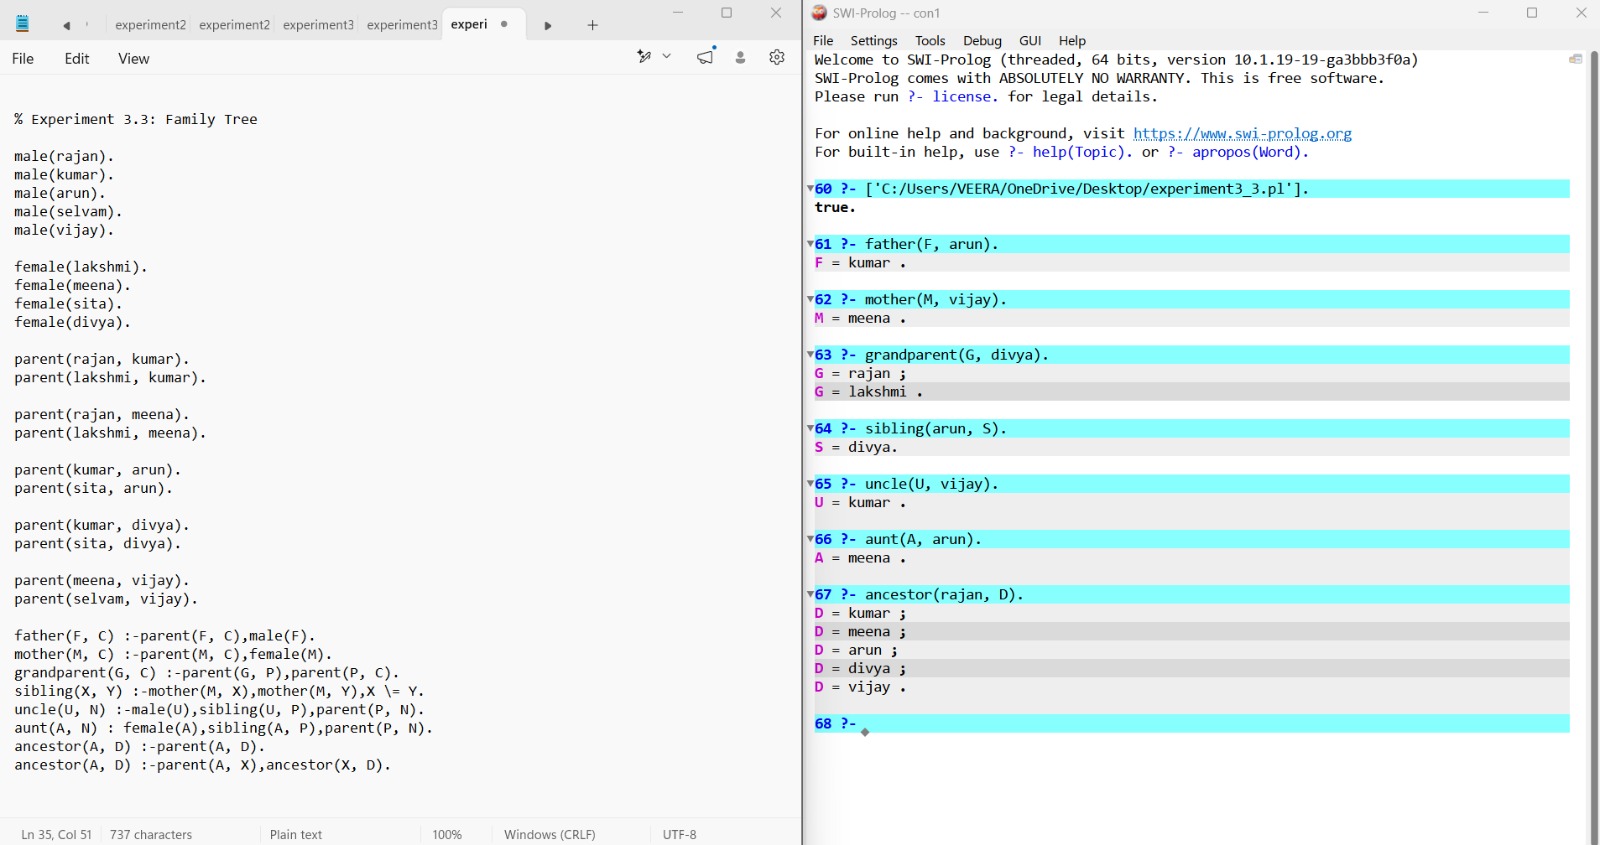 experiment2
experiment2
experiment3
experiment3
experi
File Edit View
% Experiment 3.3: Family Tree
male(rajan).
male(kumar).
male(arun).
male(selvam).
male(vijay).
female(lakshmi).
female(meena).
female(sita).
female(divya).
parent(rajan, kumar).
parent(lakshmi, kumar).
parent(rajan, meena).
parent(lakshmi, meena).
parent(kumar, arun).
parent(sita, arun).
parent(kumar, divya).
parent(sita, divya).
parent(meena, vijay).
parent(selvam, vijay).
father(F, C) :-parent(F, C),male(F).
mother(M, C) :-parent(M, C),female(M).
grandparent(G, C) :-parent(G, P),parent(P, C).
sibling(X, Y) :-mother(M, X),mother(M, Y),X \= Y.
uncle(U, N) :-male(U),sibling(U, P),parent(P, N).
aunt(A, N) : female(A),sibling(A, P),parent(P, N).
ancestor(A, D) :-parent(A, D).
ancestor(A, D) :-parent(A, X),ancestor(X, D).
Ln 35, Col 51 737 characters Plain text 100% Windows (CRLF) UTF-8
SWI-Prolog -- con1
File Settings Tools Debug GUI Help
Welcome to SWI-Prolog (threaded, 64 bits, version 10.1.19-19-ga3bbb3f0a)
SWI-Prolog comes with ABSOLUTELY NO WARRANTY. This is free software.
Please run ?- license. for legal details.
For online help and background, visit https://www.swi-prolog.org
For built-in help, use ?- help(Topic). or ?- apropos(Word).
60 ?- ['C:/Users/VEERA/OneDrive/Desktop/experiment3_3.pl'].
true.
61 ?- father(F, arun).
F = kumar .
62 ?- mother(M, vijay).
M = meena .
63 ?- grandparent(G, divya).
G = rajan ;
G = lakshmi .
64 ?- sibling(arun, S).
S = divya.
65 ?- uncle(U, vijay).
U = kumar .
66 ?- aunt(A, arun).
A = meena .
67 ?- ancestor(rajan, D).
D = kumar ;
D = meena ;
D = arun ;
D = divya ;
D = vijay .
68 ?-